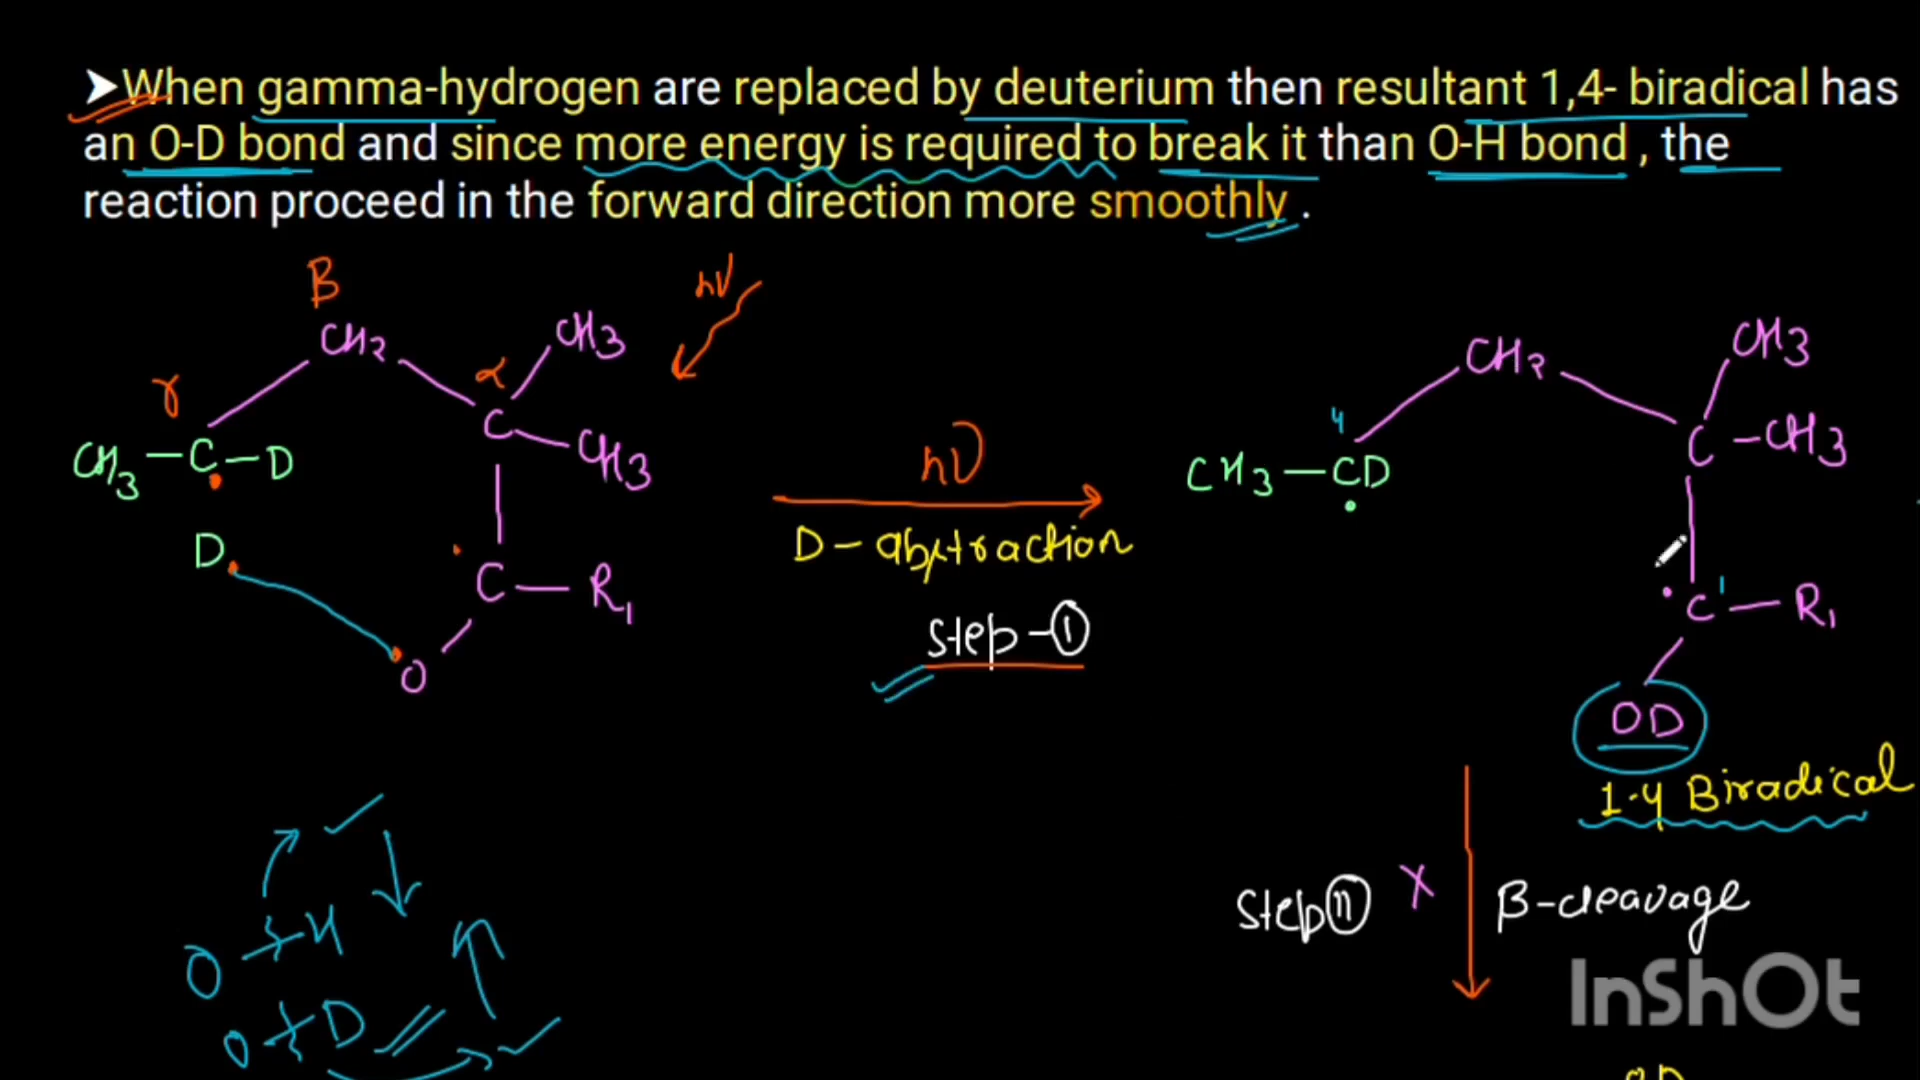 ➤When gamma-hydrogen are replaced by deuterium then resultant 1,4- biradical has
an O-D bond and since more energy is required to break it than O-H bond , the
reaction proceed in the forward direction more smoothly .
β
hν
CH3
CH2
CH3
CH2
α
γ
C
4
hν
C -CH3
CH3
CH3-C-D
CH3-CD
D-abstraction
D
C-R1
C 1 -R1
Step-①
O
OD
1-4 Biradical
Step ⑪ X
β-cleavage
O-H
O-D
InShOt
OD